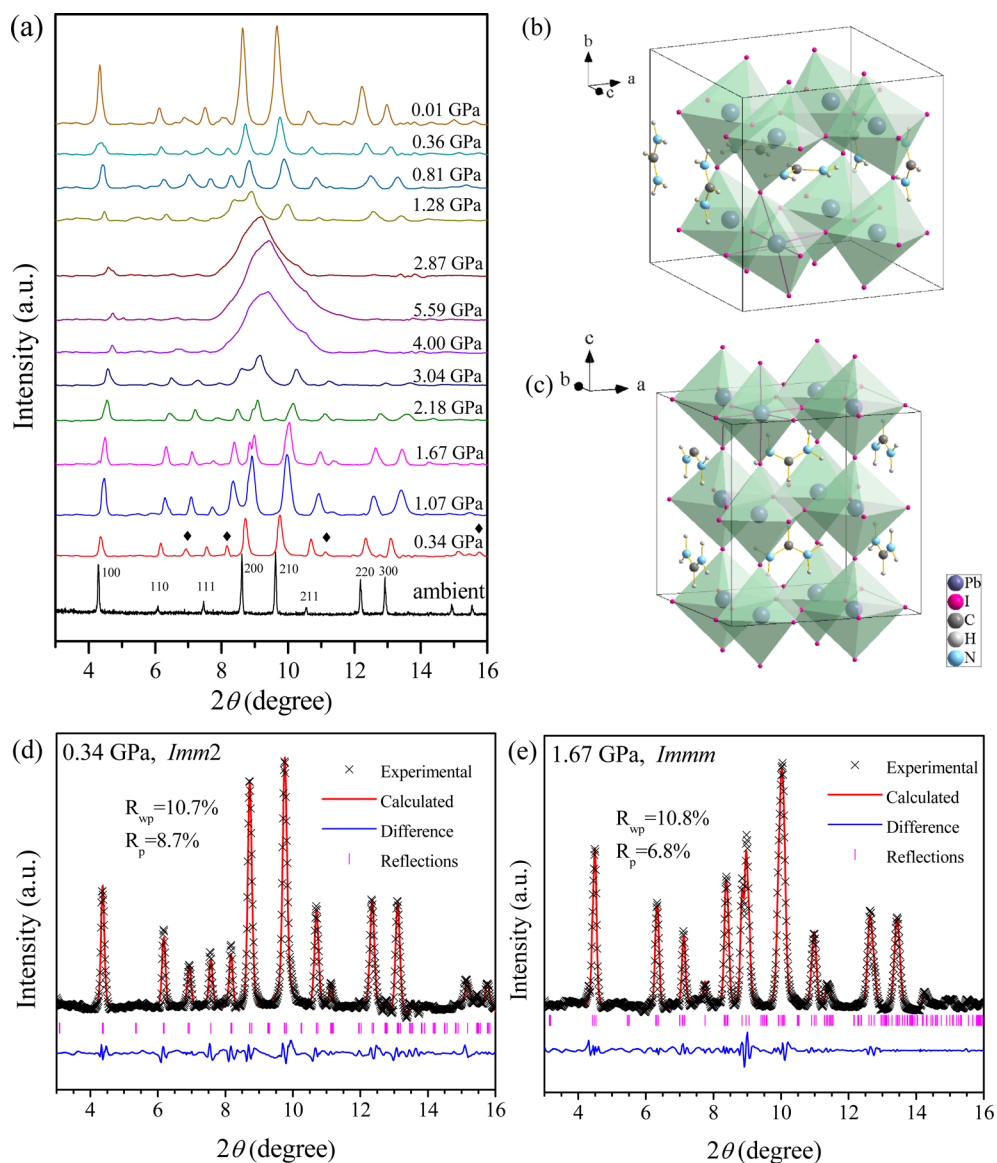 (a)
0.01 GPa
0.36 GPa
0.81 GPa
1.28 GPa
2.87 GPa
5.59 GPa
4.00 GPa
3.04 GPa
2.18 GPa
1.67 GPa
1.07 GPa
0.34 GPa
ambient
100
110
111
200
210
211
220
300
Intensity (a.u.)
4 6 8 10 12 14 16
2θ (degree)
(b)
b
a
c
(c)
c
b
a
Pb
I
C
H
N
(d)
0.34 GPa, Imm2
Rwp=10.7%
Rp=8.7%
Experimental
Calculated
Difference
Reflections
Intensity (a.u.)
4 6 8 10 12 14 16
2θ (degree)
(e)
1.67 GPa, Immm
Rwp=10.8%
Rp=6.8%
Experimental
Calculated
Difference
Reflections
Intensity (a.u.)
4 6 8 10 12 14 16
2θ (degree)